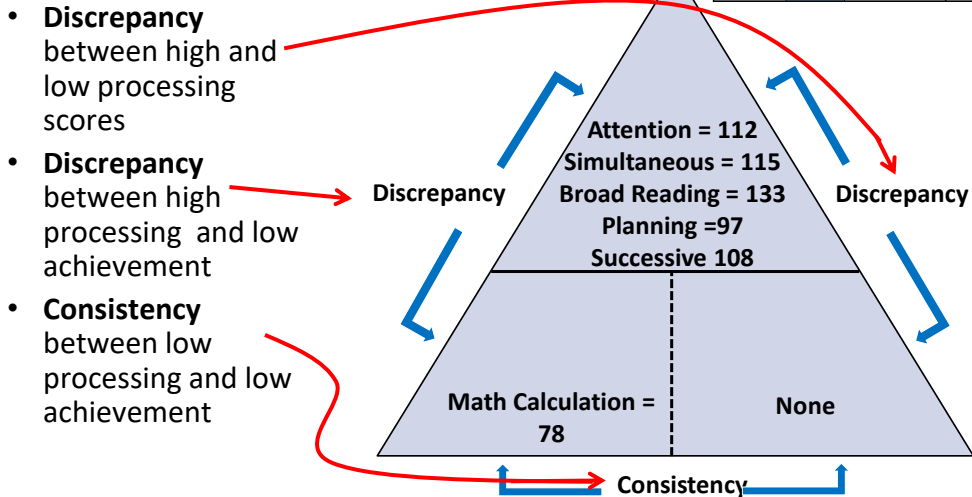 • Discrepancy
between high and
low processing
scores
• Discrepancy
between high
processing and low
achievement
• Consistency
between low
processing and low
achievement
Attention = 112
Simultaneous = 115
Broad Reading = 133
Planning =97
Successive 108
Discrepancy
Discrepancy
Math Calculation =
78
None
Consistency